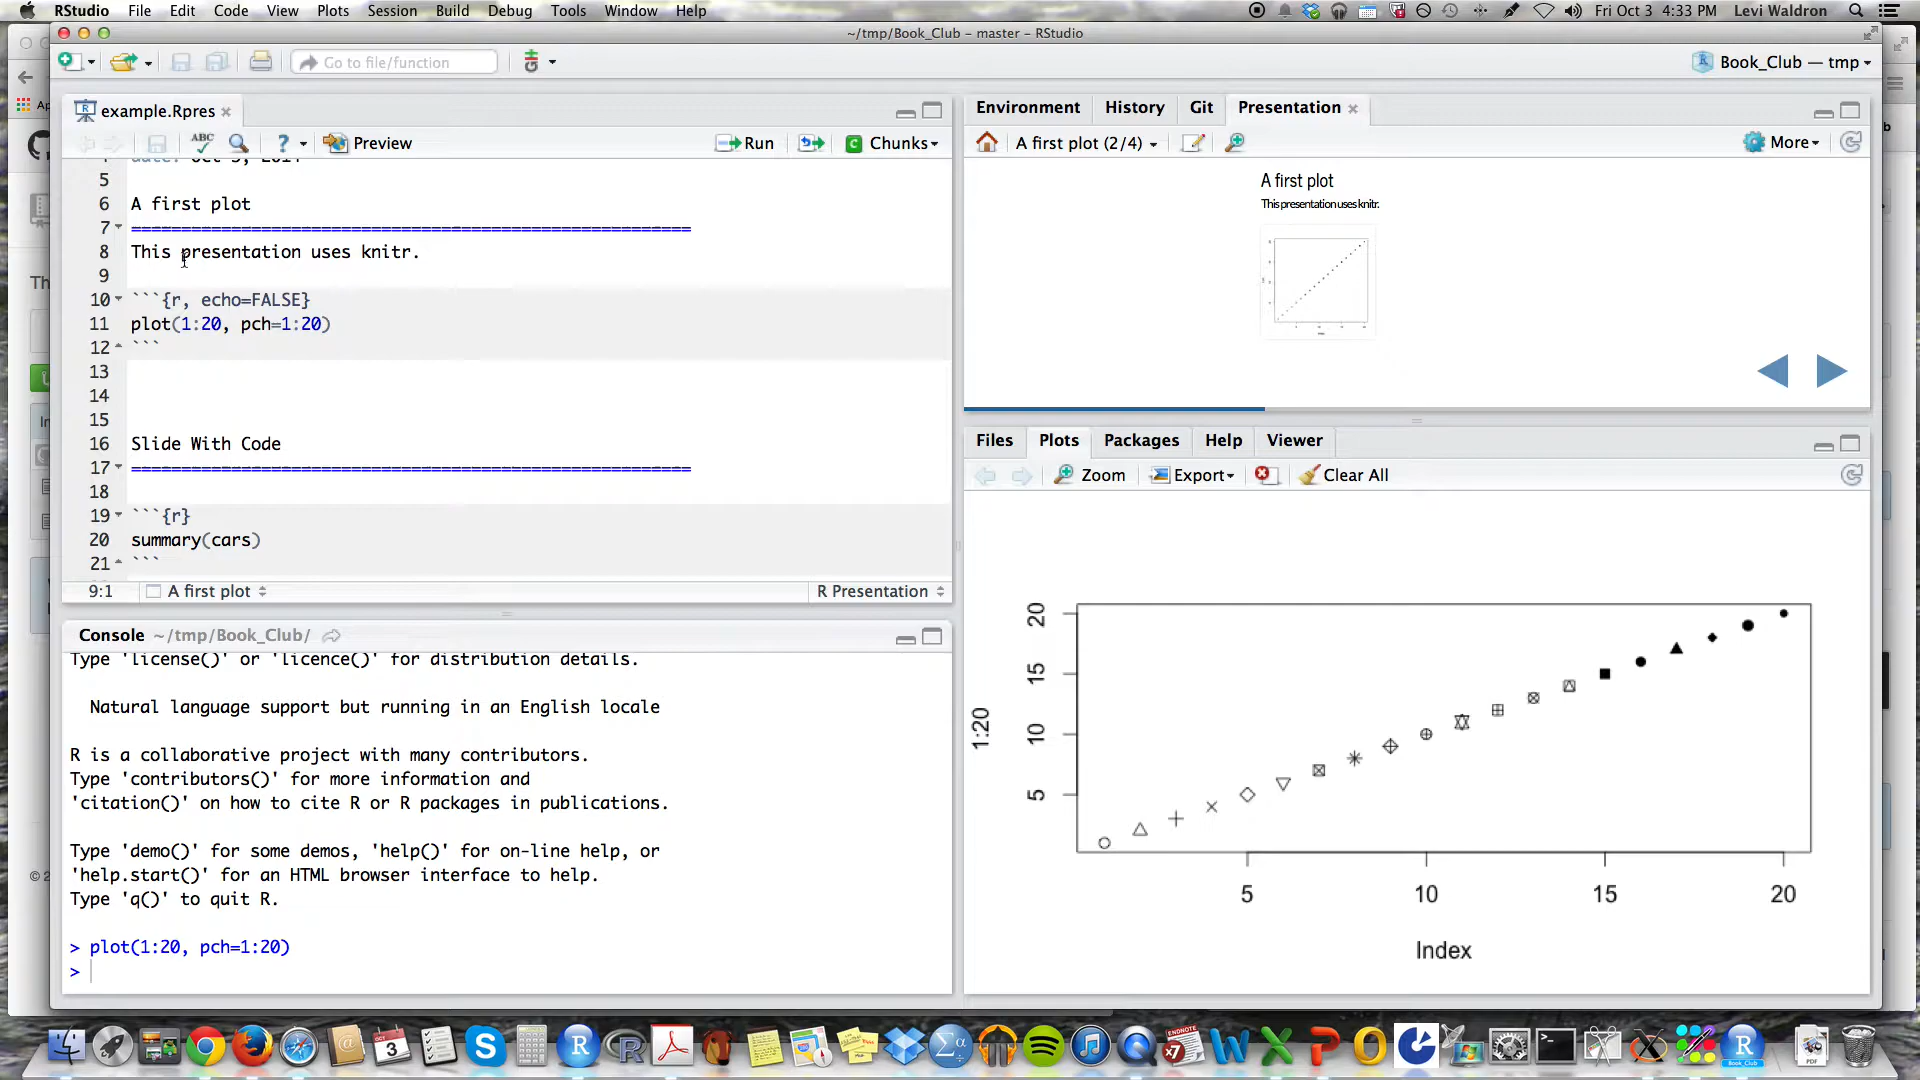 RStudio File Edit Code View Plots Session Build Debug Tools Window Help Fri Oct 3 4:33 PM Levi Waldron
~/tmp/Book_Club - master - RStudio
Go to file/function
Book_Club — tmp
example.Rpres
ABC Preview Run Chunks
5
6 A first plot
7 ========================================================
8 This presentation uses knitr.
9
10 ```{r, echo=FALSE}
11 plot(1:20, pch=1:20)
12 ```
13
14
15
16 Slide With Code
17 ========================================================
18
19 ```{r}
20 summary(cars)
21 ```
9:1 A first plot R Presentation
Console ~/tmp/Book_Club/
Type 'license()' or 'licence()' for distribution details.
Natural language support but running in an English locale
R is a collaborative project with many contributors.
Type 'contributors()' for more information and
'citation()' on how to cite R or R packages in publications.
Type 'demo()' for some demos, 'help()' for on-line help, or
'help.start()' for an HTML browser interface to help.
Type 'q()' to quit R.
> plot(1:20, pch=1:20)
>
Environment History Git Presentation
A first plot (2/4) More
A first plot
This presentation uses knitr.
Files Plots Packages Help Viewer
Zoom Export Clear All
20
15
10
5
1:20
5 10 15 20
Index